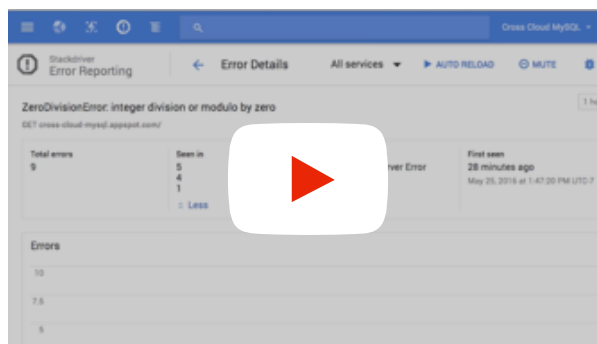 Cross Cloud MySQL
Stackdriver
Error Reporting
Error Details
All services
AUTO RELOAD
MUTE
ZeroDivisionError: integer division or modulo by zero
GET cross-cloud-mysql.appspot.com/
1 h
Total errors
9
Seen in
5
4
1
Less
rver Error
First seen
28 minutes ago
May 25, 2016 at 1:47:20 PM UTC-7
Errors
10
7.5
5